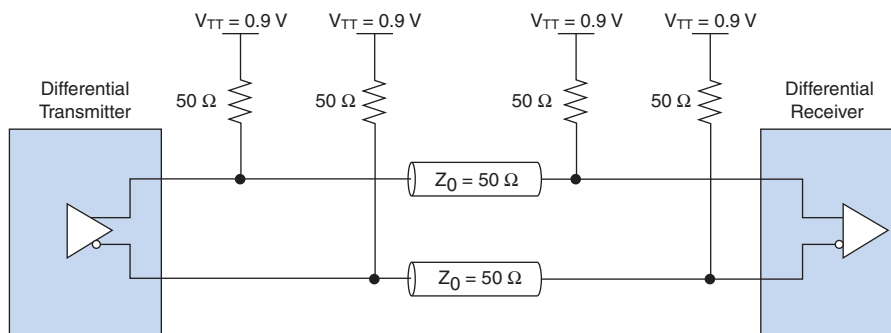 V_TT = 0.9 V V_TT = 0.9 V V_TT = 0.9 V V_TT = 0.9 V
Differential
Transmitter
50 Ω 50 Ω 50 Ω 50 Ω
Differential
Receiver
Z_0 = 50 Ω
Z_0 = 50 Ω